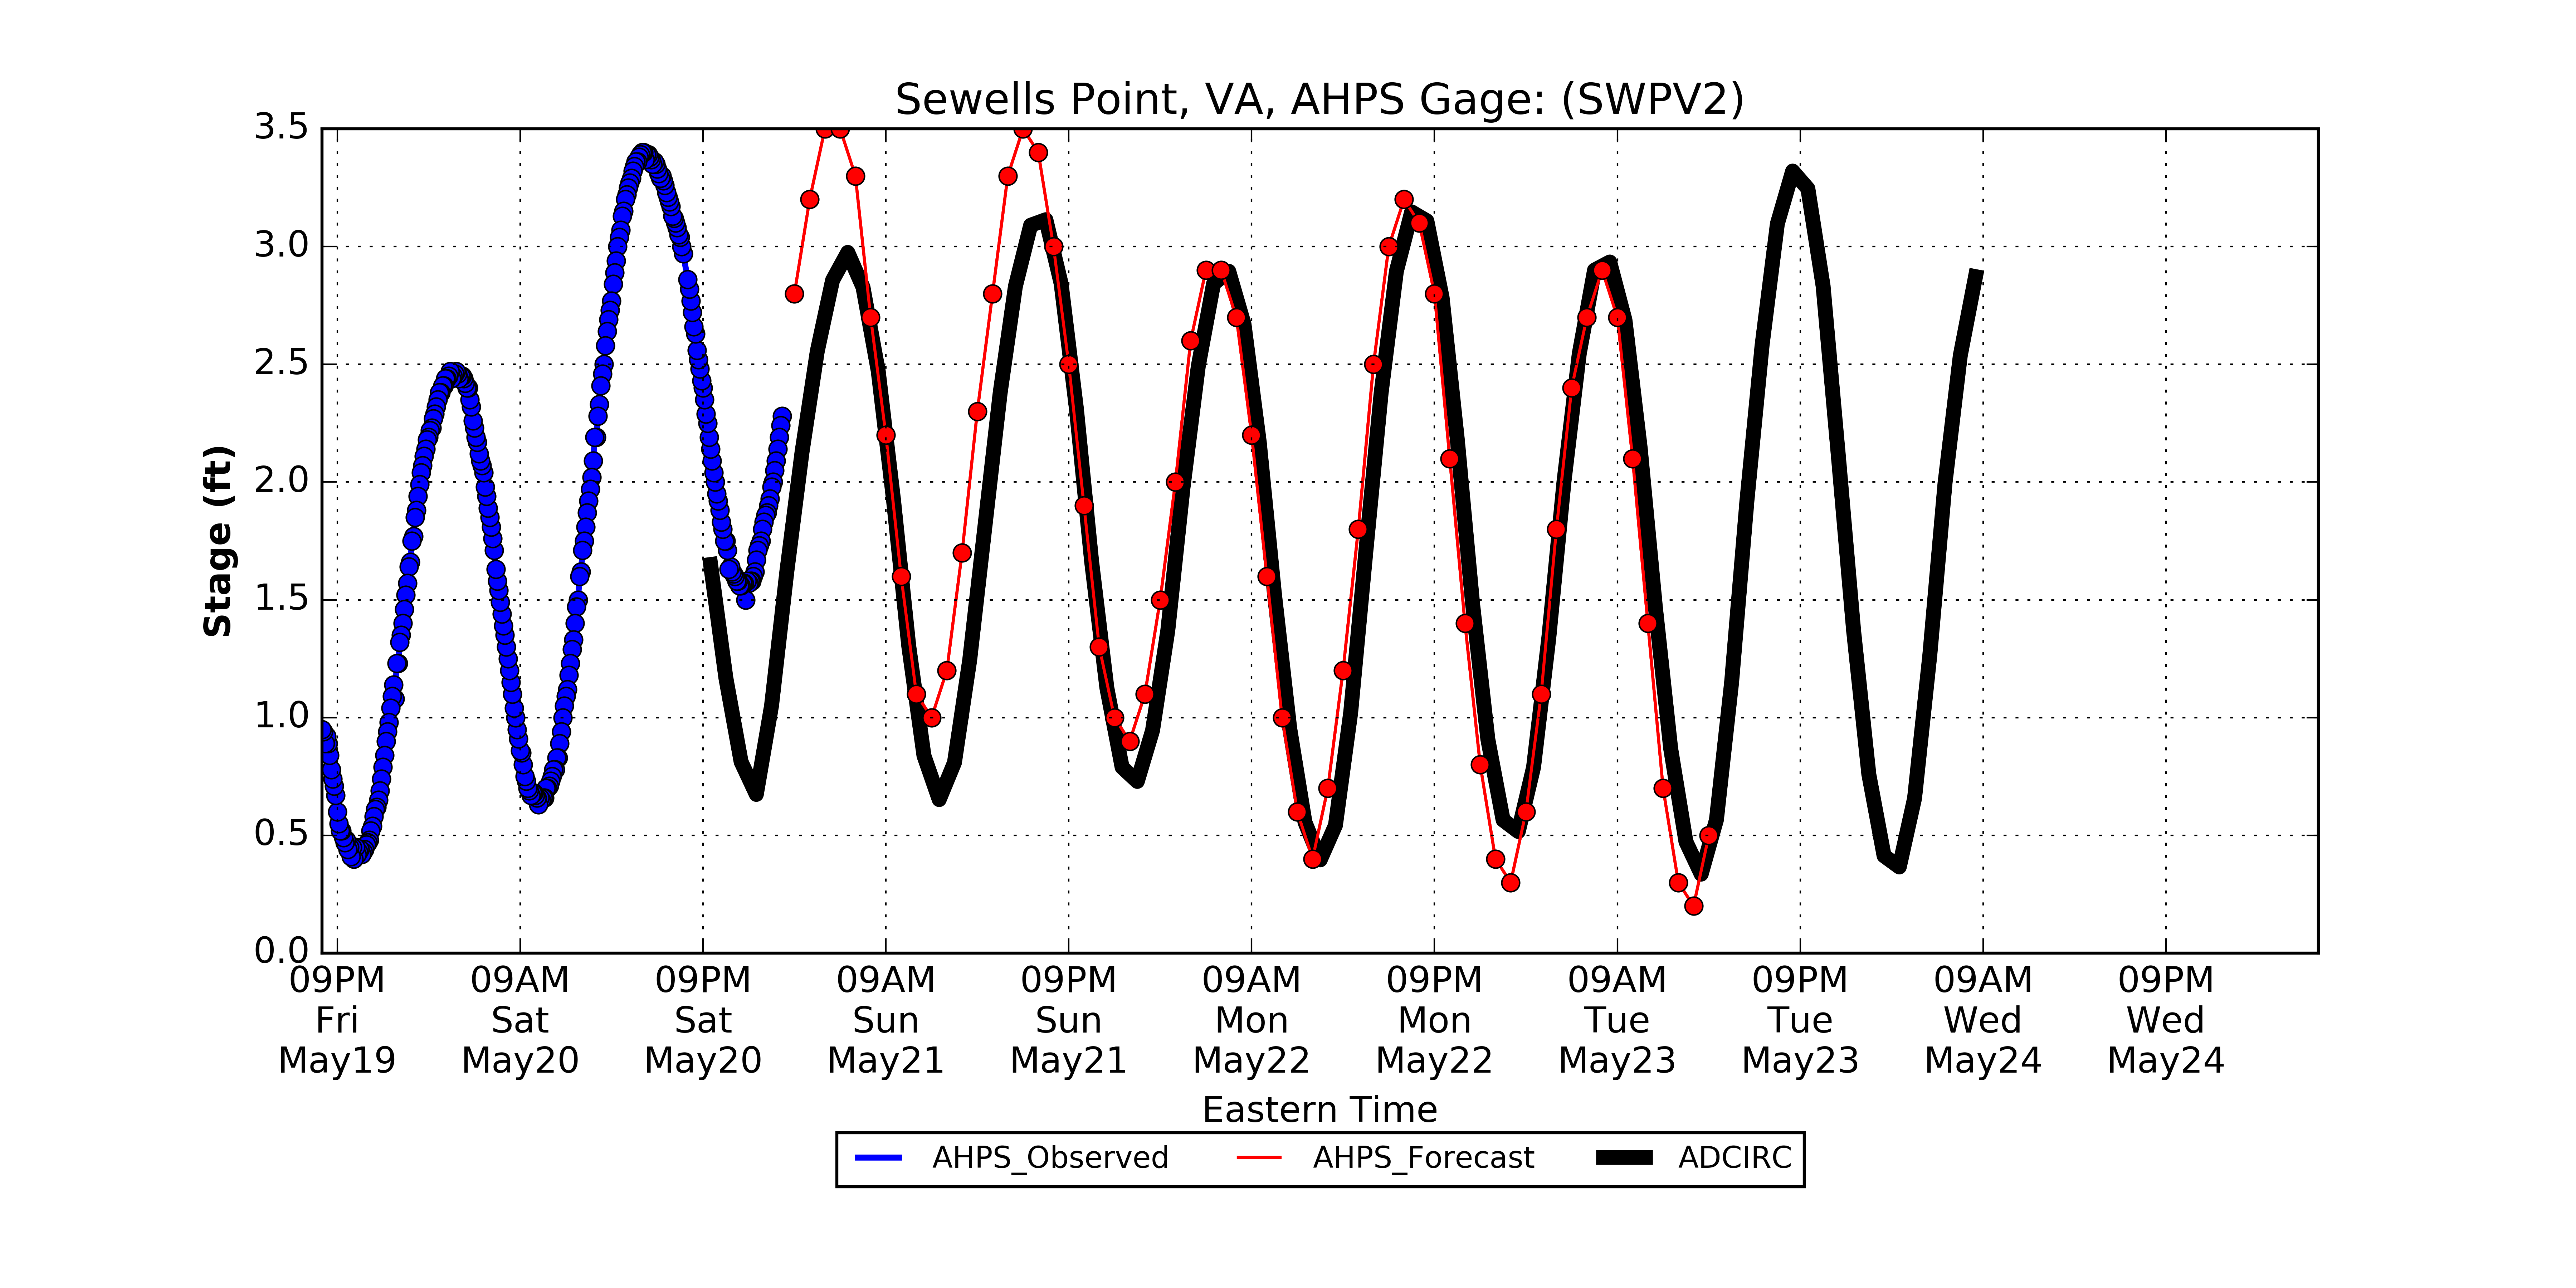 Sewells Point, VA, AHPS Gage: (SWPV2)
3.5
3.0
2.5
2.0
1.5
1.0
0.5
0.0
Stage (ft)
09PM 09AM 09PM 09AM 09PM 09AM 09PM 09AM 09PM 09AM 09PM
Fri Sat Sat Sun Sun Mon Mon Tue Tue Wed Wed
May19 May20 May20 May21 May21 May22 May22 May23 May23 May24 May24
Eastern Time
AHPS_Observed AHPS_Forecast ADCIRC